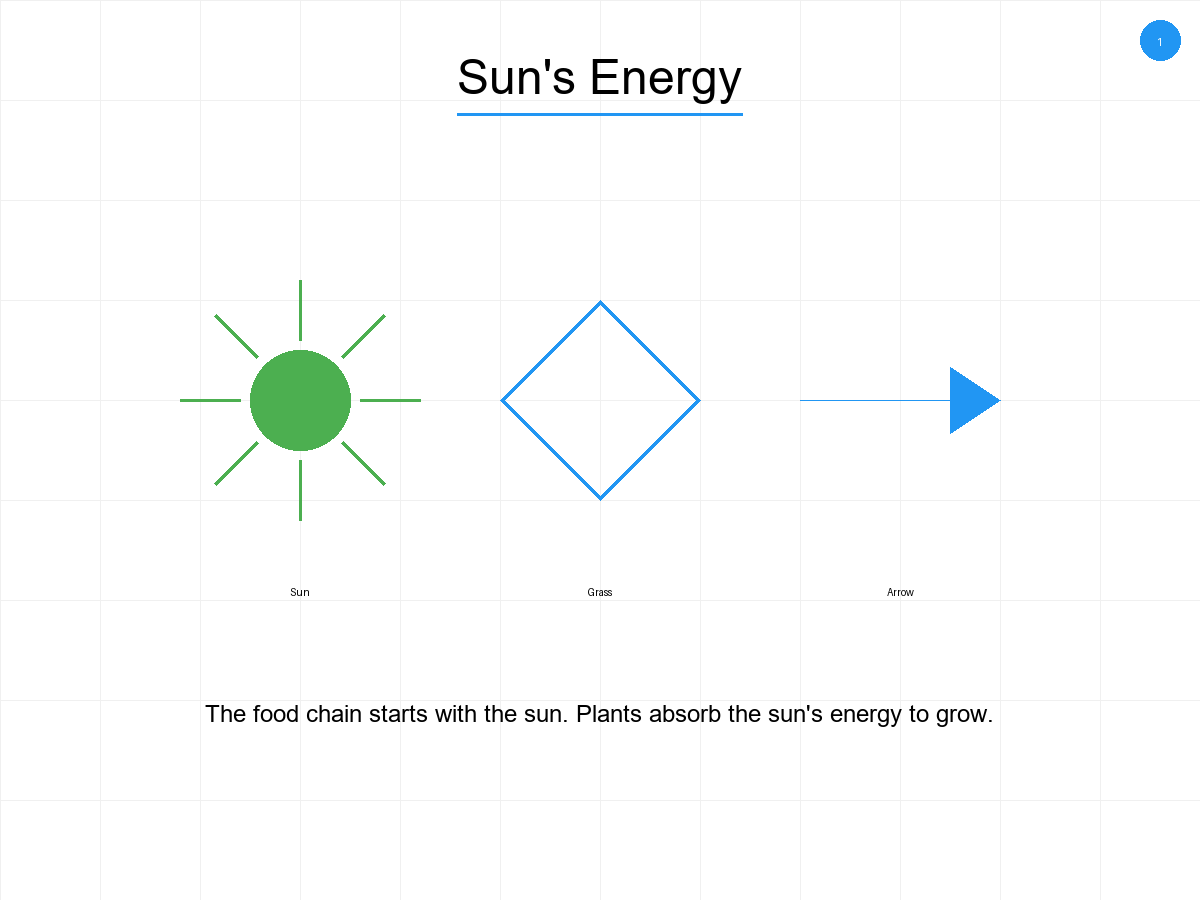 1
Sun's Energy
Sun
Grass
Arrow
The food chain starts with the sun. Plants absorb the sun's energy to grow.